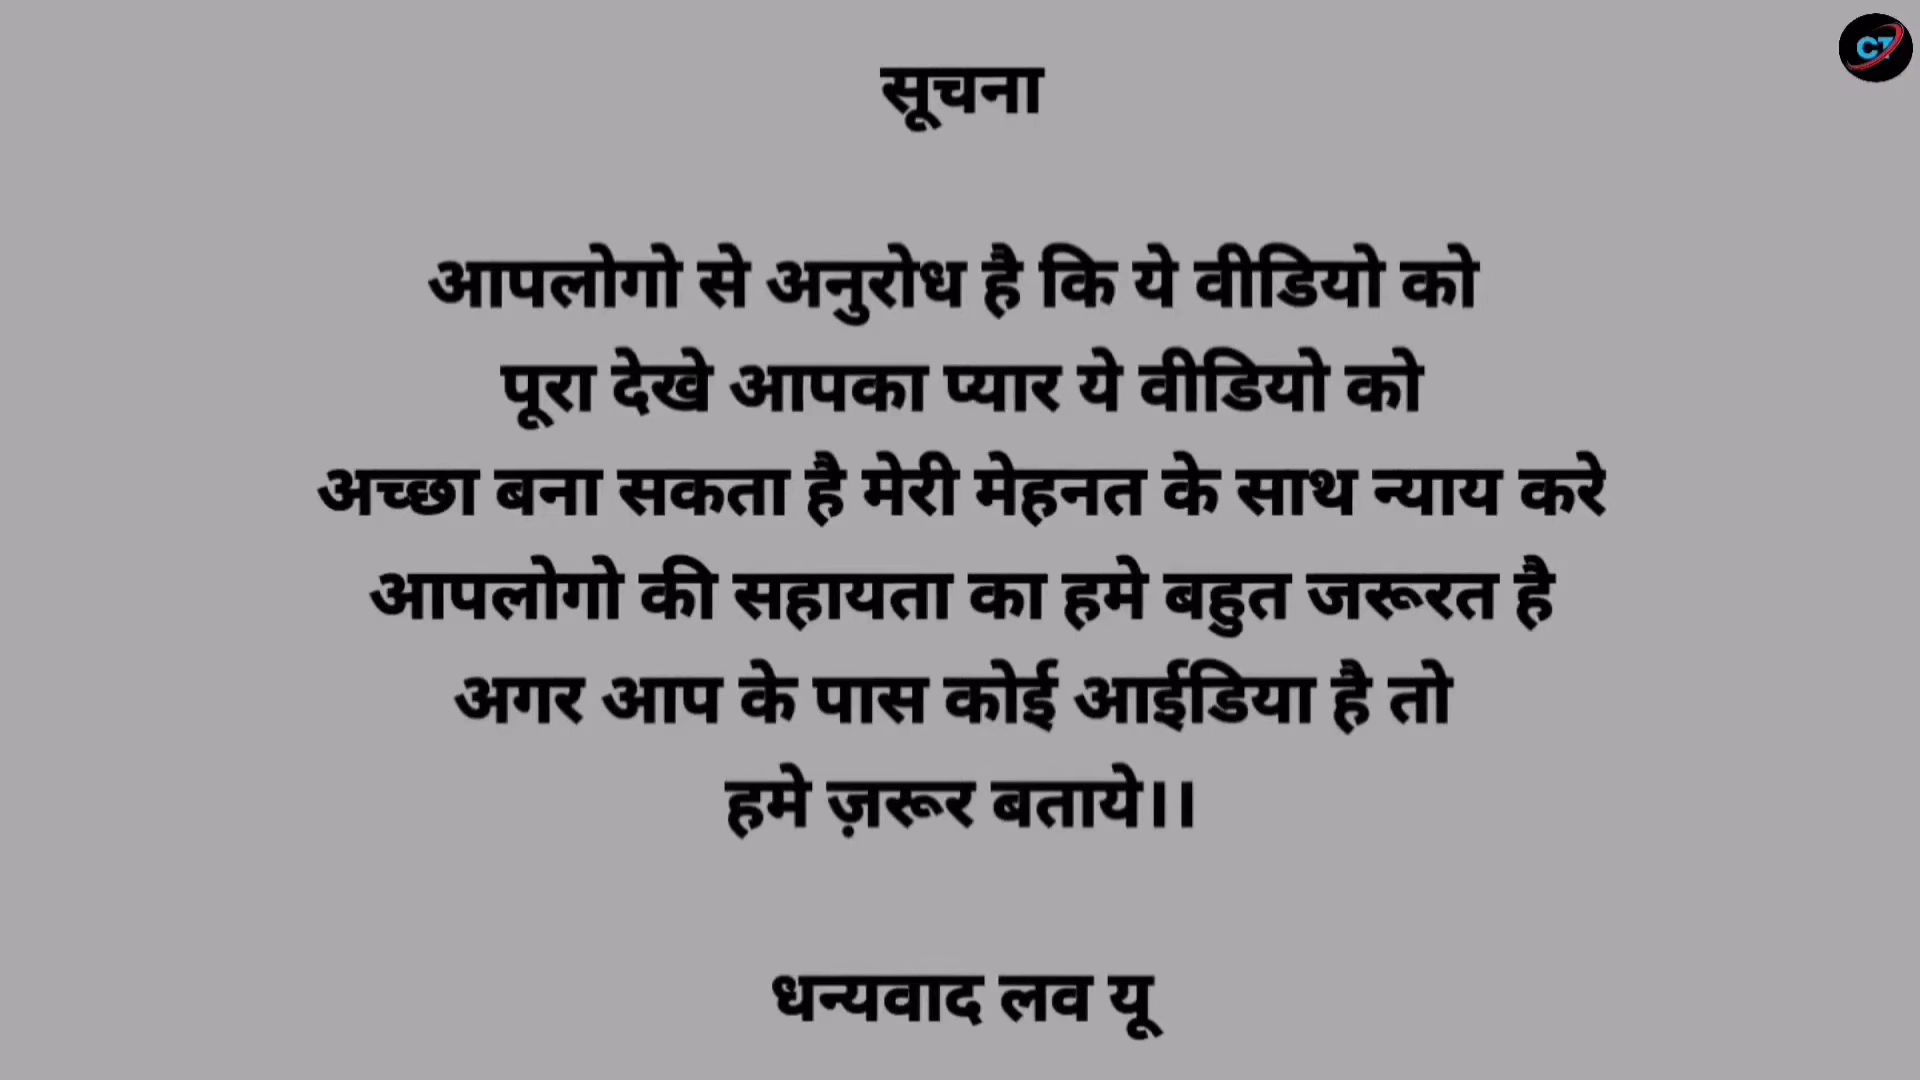 सूचना
आपलोगो से अनुरोध है कि ये वीडियो को
पूरा देखे आपका प्यार ये वीडियो को
अच्छा बना सकता है मेरी मेहनत के साथ न्याय करे
आपलोगो की सहायता का हमे बहुत जरूरत है
अगर आप के पास कोई आईडिया है तो
हमे ज़रूर बताये।।
धन्यवाद लव यू